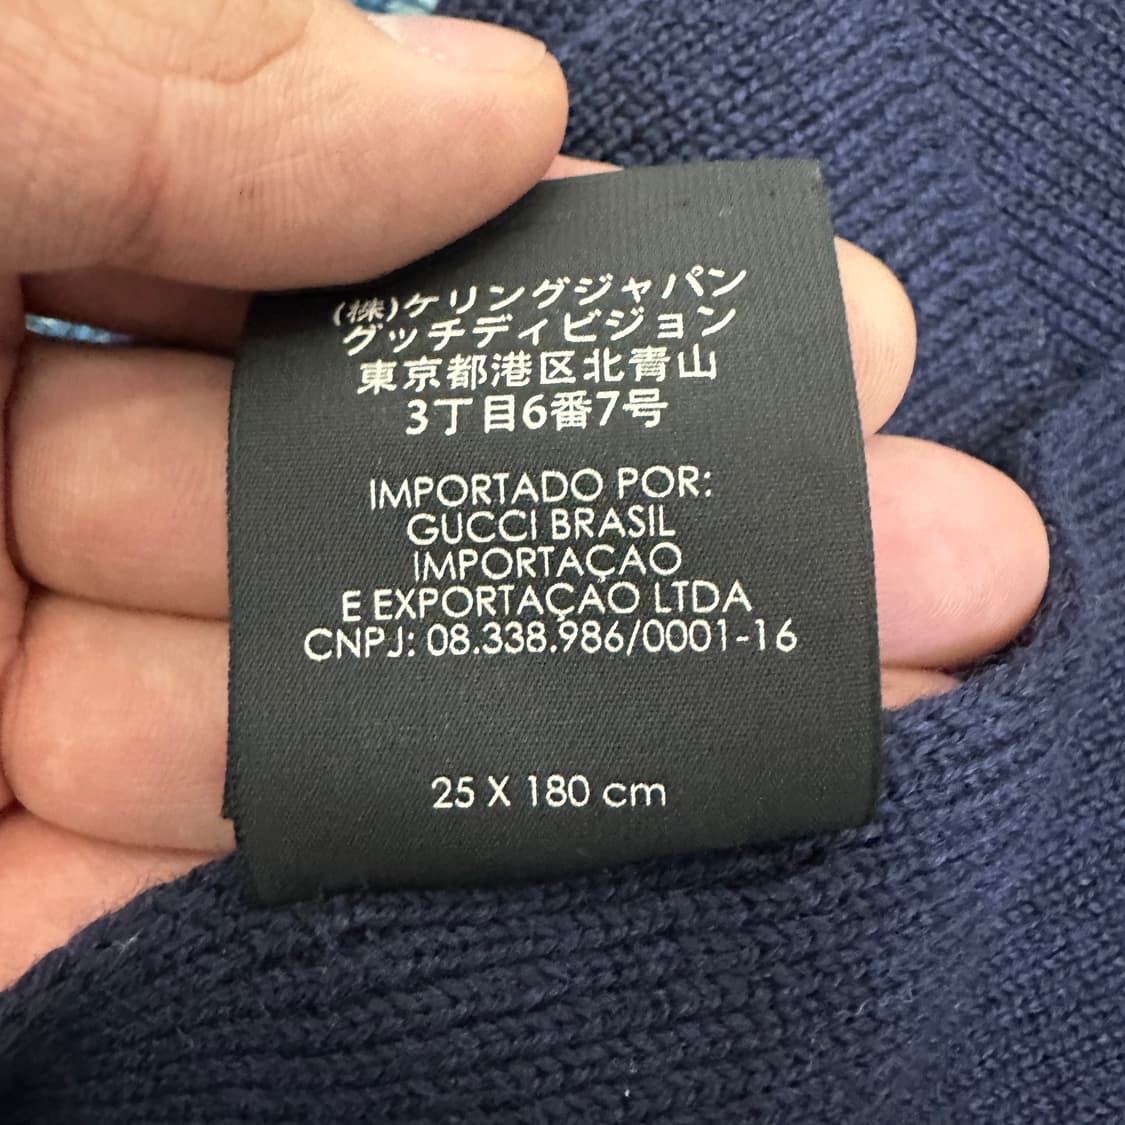 (株)ケリングジャパン
グッチディビジョン
東京都港区北青山
3丁目6番7号
IMPORTADO POR:
GUCCI BRASIL
IMPORTAÇAO
E EXPORTAÇAO LTDA
CNPJ: 08.338.986/0001-16
25 X 180 cm